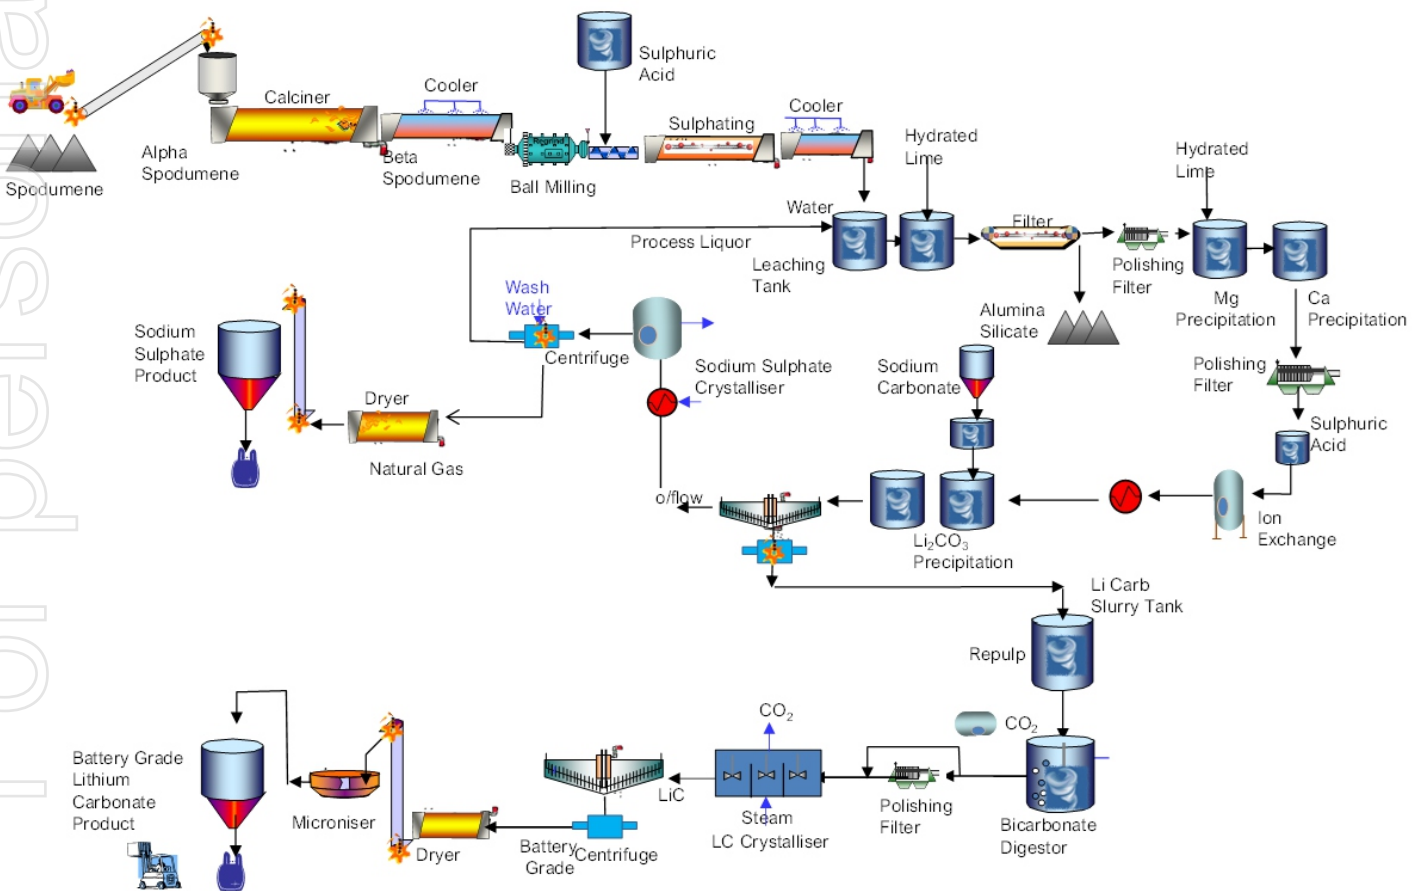 Sulphuric
Acid
Calciner
Cooler
Cooler
Sulphating
Hydrated
Lime
Hydrated
Lime
Alpha
Spodumene
Beta
Spodumene
Spodumene
Ball Milling
Water
Filter
Process Liquor
Leaching
Tank
Polishing
Filter
Wash
Water
Mg
Precipitation
Ca
Precipitation
Alumina
Silicate
Sodium
Sulphate
Product
Centrifuge
Sodium Sulphate
Crystalliser
Sodium
Carbonate
Polishing
Filter
Dryer
Sulphuric
Acid
Natural Gas
o/flow
Ion
Exchange
Li₂CO₃
Precipitation
Li Carb
Slurry Tank
Repulp
CO₂
CO₂
Battery Grade
Lithium
Carbonate
Product
LiC
Polishing
Filter
Microniser
Steam
LC Crystalliser
Bicarbonate
Digestor
Dryer
Battery
Grade
Centrifuge